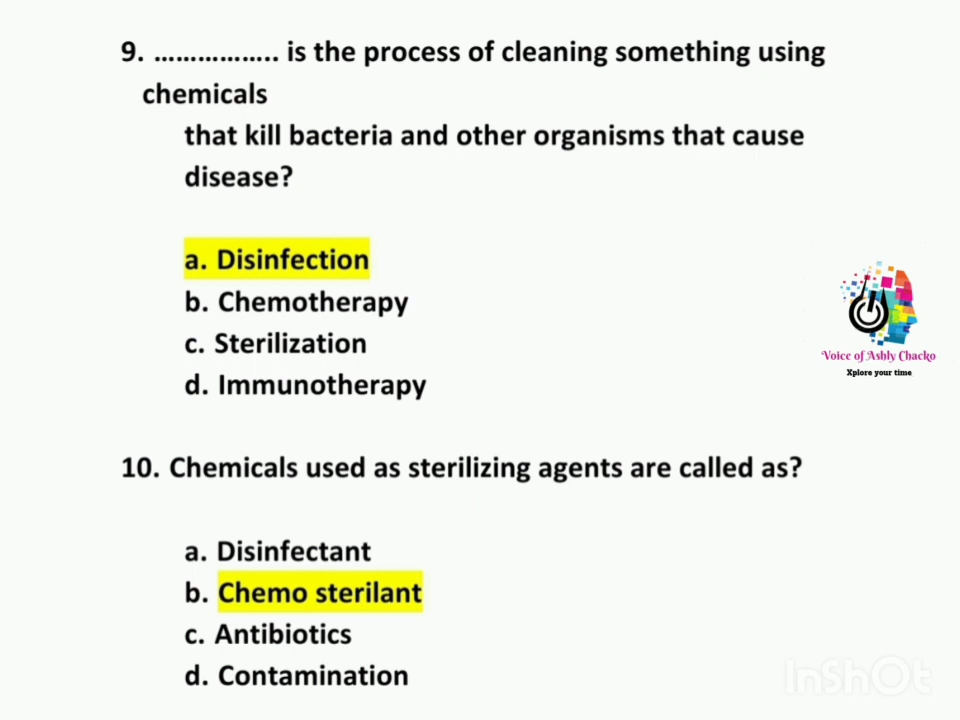 9. ................. is the process of cleaning something using
chemicals
that kill bacteria and other organisms that cause
disease?
a. Disinfection
b. Chemotherapy
c. Sterilization
d. Immunotherapy
Voice of Ashly Chacko
Xplore your time
10. Chemicals used as sterilizing agents are called as?
a. Disinfectant
b. Chemo sterilant
c. Antibiotics
d. Contamination
InShOt